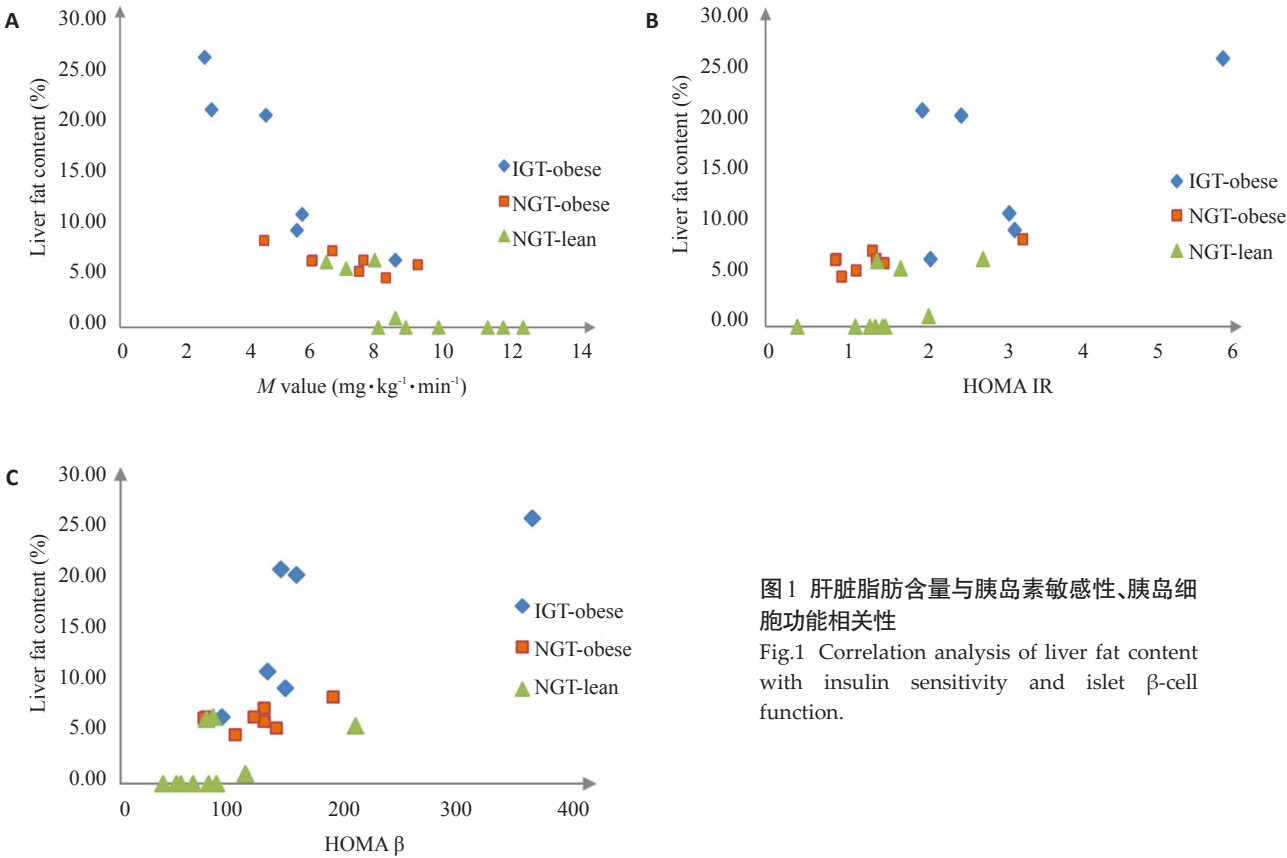 A
Liver fat content (%)
30.00
25.00
20.00
15.00
10.00
5.00
0.00
0 2 4 6 8 10 12 14
M value (mg·kg⁻¹·min⁻¹)
IGT-obese
NGT-obese
NGT-lean
B
Liver fat content (%)
30.00
25.00
20.00
15.00
10.00
5.00
0.00
0 1 2 3 4 5 6
HOMA IR
IGT-obese
NGT-obese
NGT-lean
C
Liver fat content (%)
30.00
25.00
20.00
15.00
10.00
5.00
0.00
0 100 200 300 400
HOMA β
IGT-obese
NGT-obese
NGT-lean
图1 肝脏脂肪含量与胰岛素敏感性、胰岛细
胞功能相关性
Fig.1 Correlation analysis of liver fat content
with insulin sensitivity and islet β-cell
function.